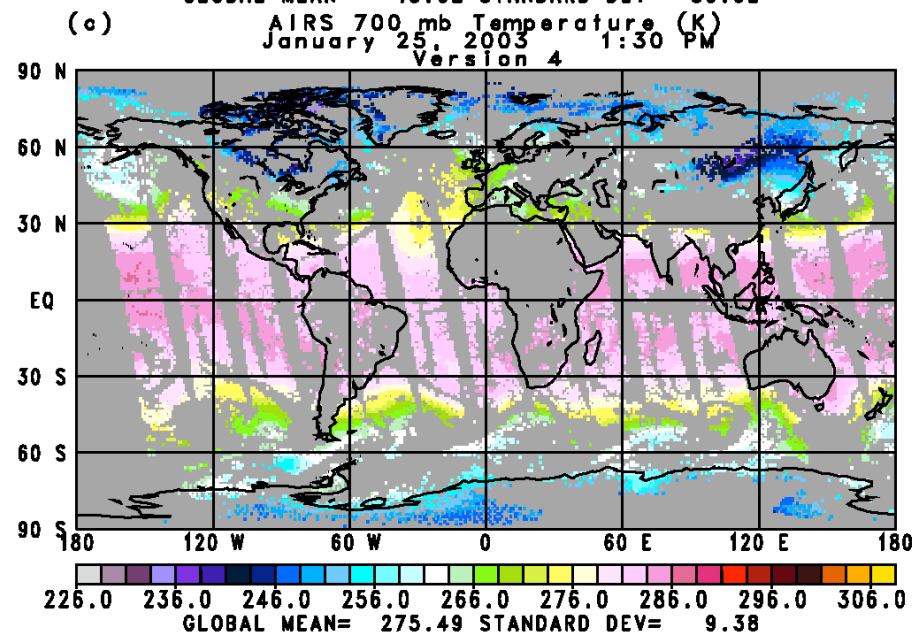 (c)
AIRS 700 mb Temperature (K)
January 25, 2003 1:30 PM
Version 4
90 N
60 N
30 N
EQ
30 S
60 S
90 S
180 120 W 60 W 0 60 E 120 E 180
226.0 236.0 246.0 256.0 266.0 276.0 286.0 296.0 306.0
GLOBAL MEAN= 275.49 STANDARD DEV= 9.38